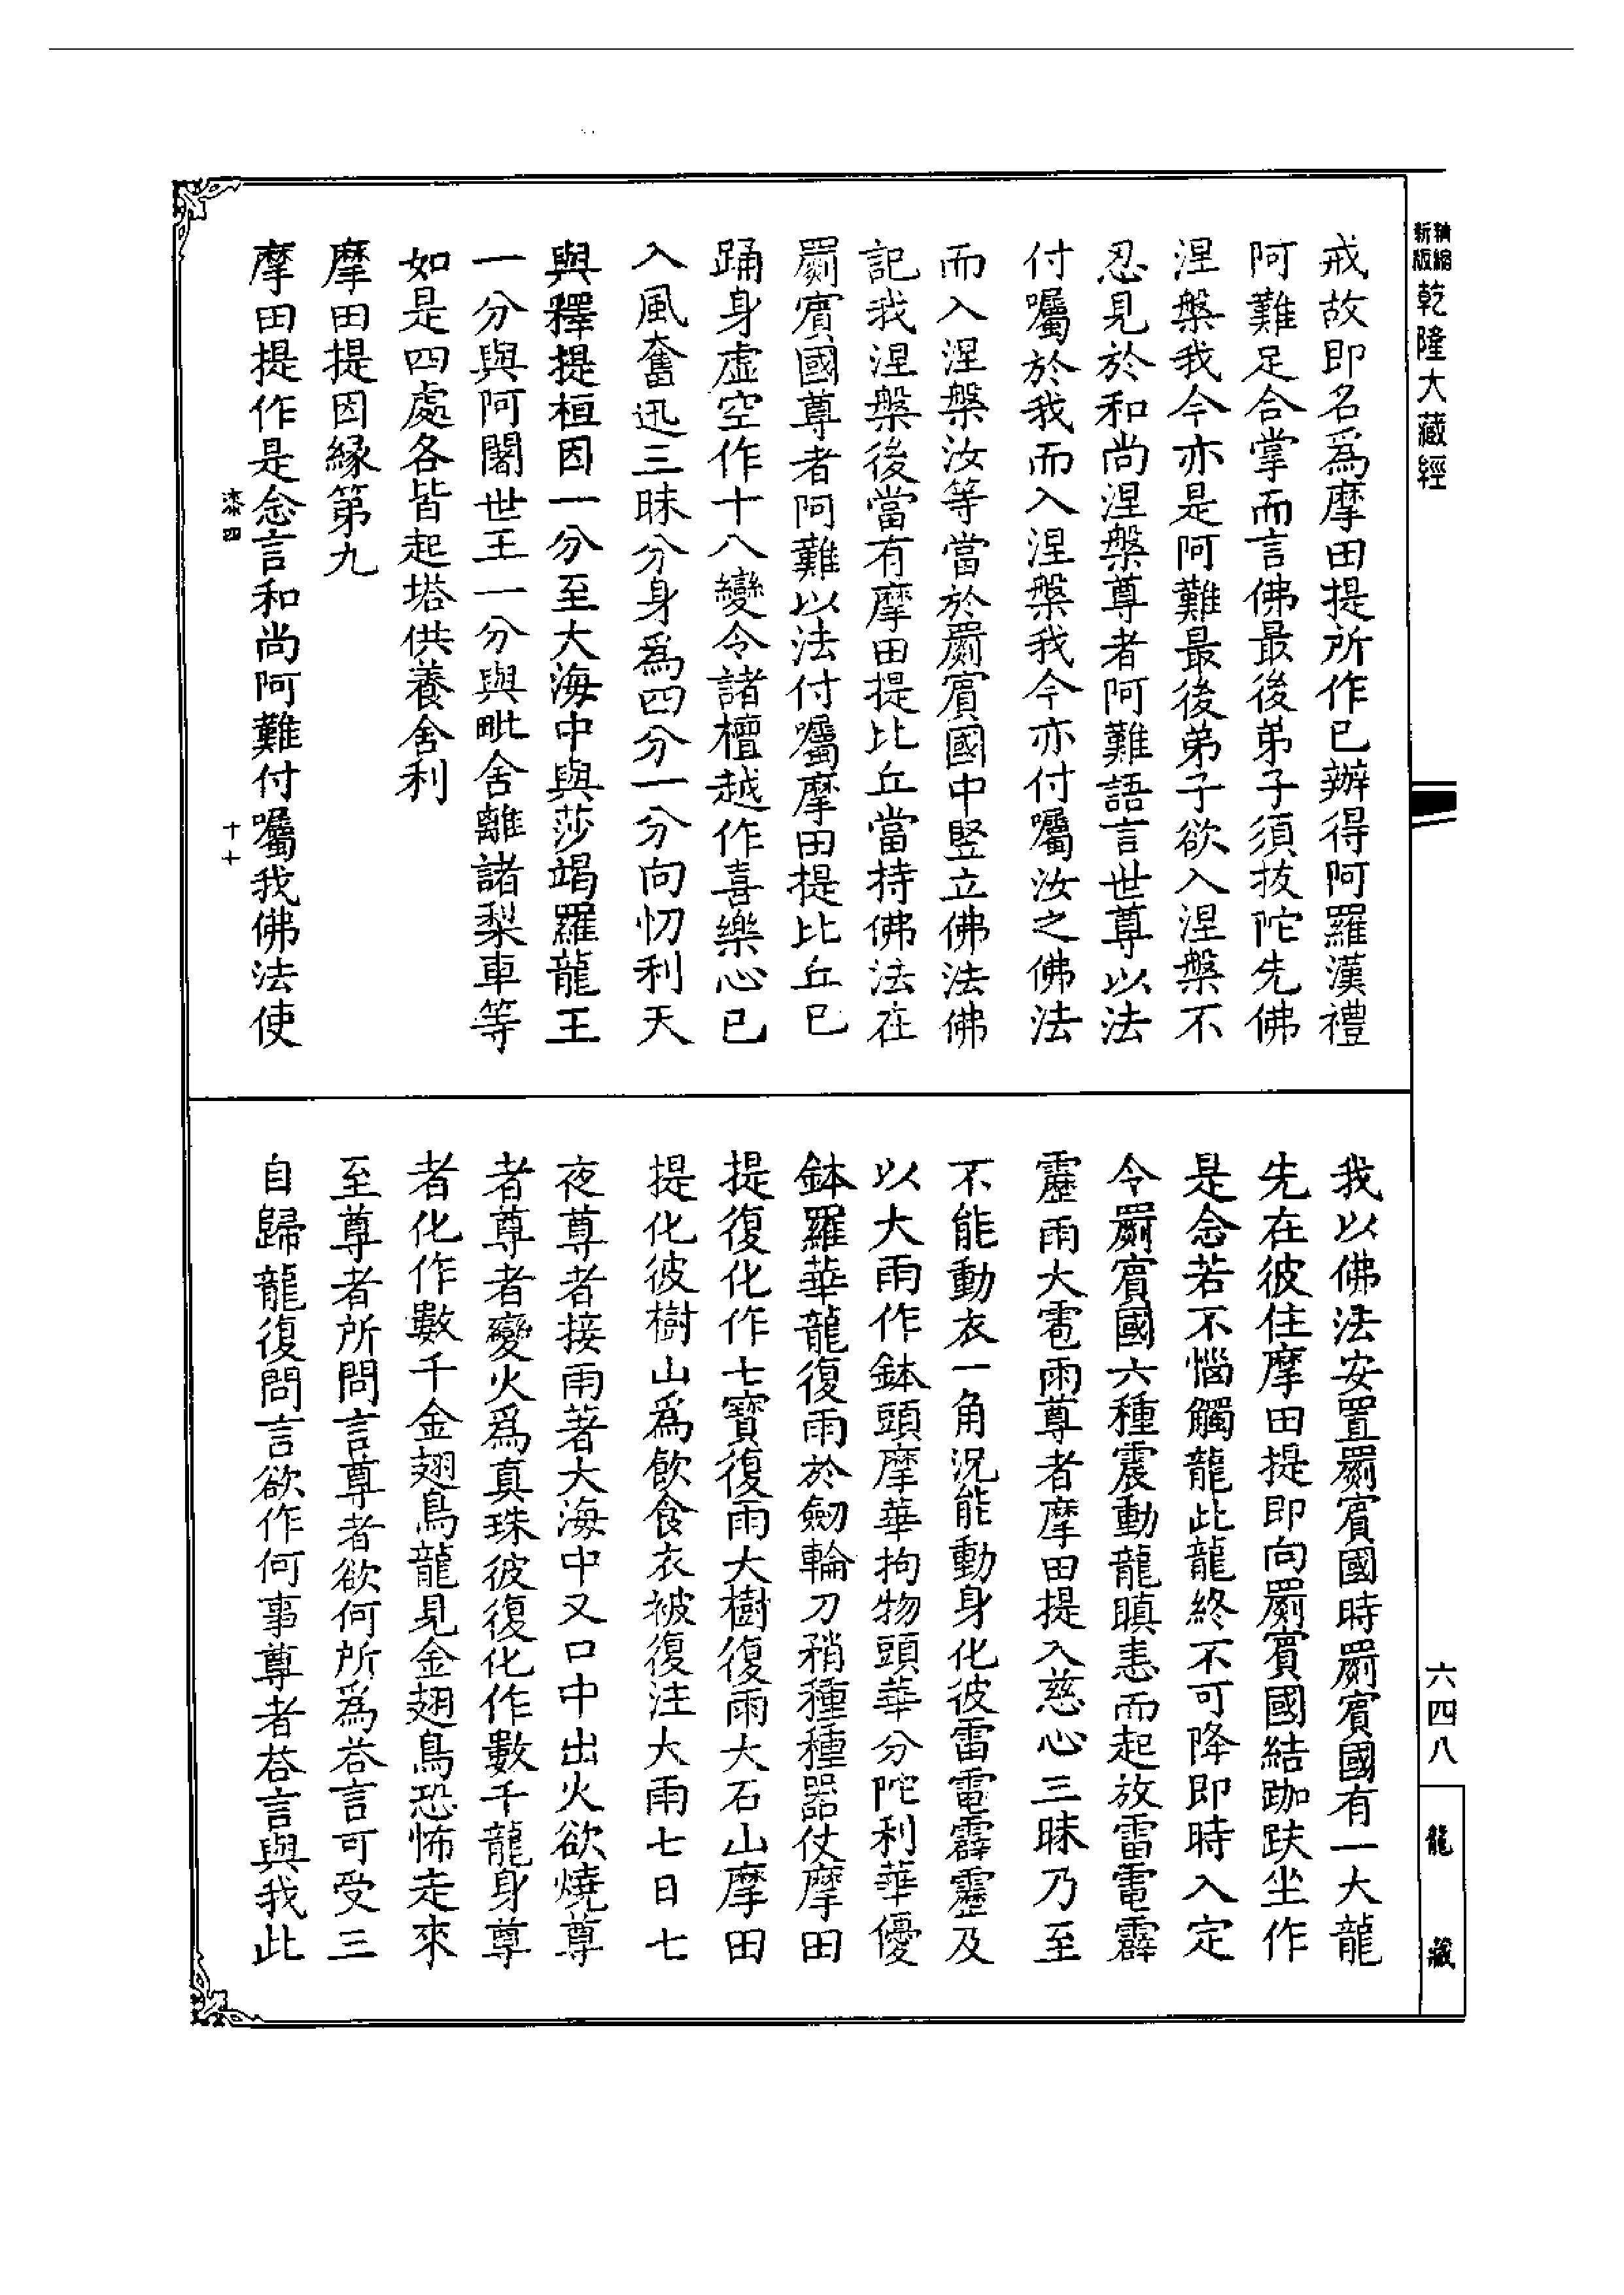 新縮
版編
乾隆大藏經
戒故即名爲摩田提所作已辦得阿羅漢禮
阿難足合掌而言佛最後弟子須拔陀先佛
涅槃我今亦是阿難最後弟子欲入涅槃不
忍見於和尚涅槃尊者阿難語言世尊以法
付囑於我而入涅槃我今亦付囑汝之佛法
而入涅槃汝等當於罽賓國中竪立佛法佛
記我涅槃後當有摩田提比丘當持佛法在
罽賓國尊者阿難以法付囑摩田提比丘已
踊身虛空作十八變令諸檀越作喜樂心已
入風奮迅三昧分身爲四分一分向忉利天
與釋提桓因一分至大海中與莎竭羅龍王
一分與阿闍世王一分與毗舍離諸梨車等
如是四處各皆起塔供養舍利
摩田提因緣第九
摩田提作是念言和尚阿難付囑我佛法使
漆四
十十
我以佛法安置罽賓國時罽賓國有一大龍
先在彼住摩田提即向罽賓國結跏趺坐作
是念若不惱觸龍此龍終不可降即時入定
令罽賓國六種震動龍瞋恚而起放雷電霹
靂雨大雹雨尊者摩田提入慈心三昧乃至
不能動衣一角況能動身化彼雷電霹靂及
以大雨作鉢頭摩華拘物頭華分陀利華優
鉢羅華龍復雨於劒輪刀矟種種器仗摩田
提復化作七寶復雨大樹復雨大石山摩田
提化彼樹山爲飲食衣被復注大雨七日七
夜尊者接雨著大海中又口中出火欲燒尊
者尊者變火爲真珠彼復化作數千龍身尊
者化作數千金翅鳥龍見金翅鳥恐怖走來
至尊者所問言尊者欲何所爲荅言可受三
自歸龍復問言欲作何事尊者荅言與我此
六四八
龍藏